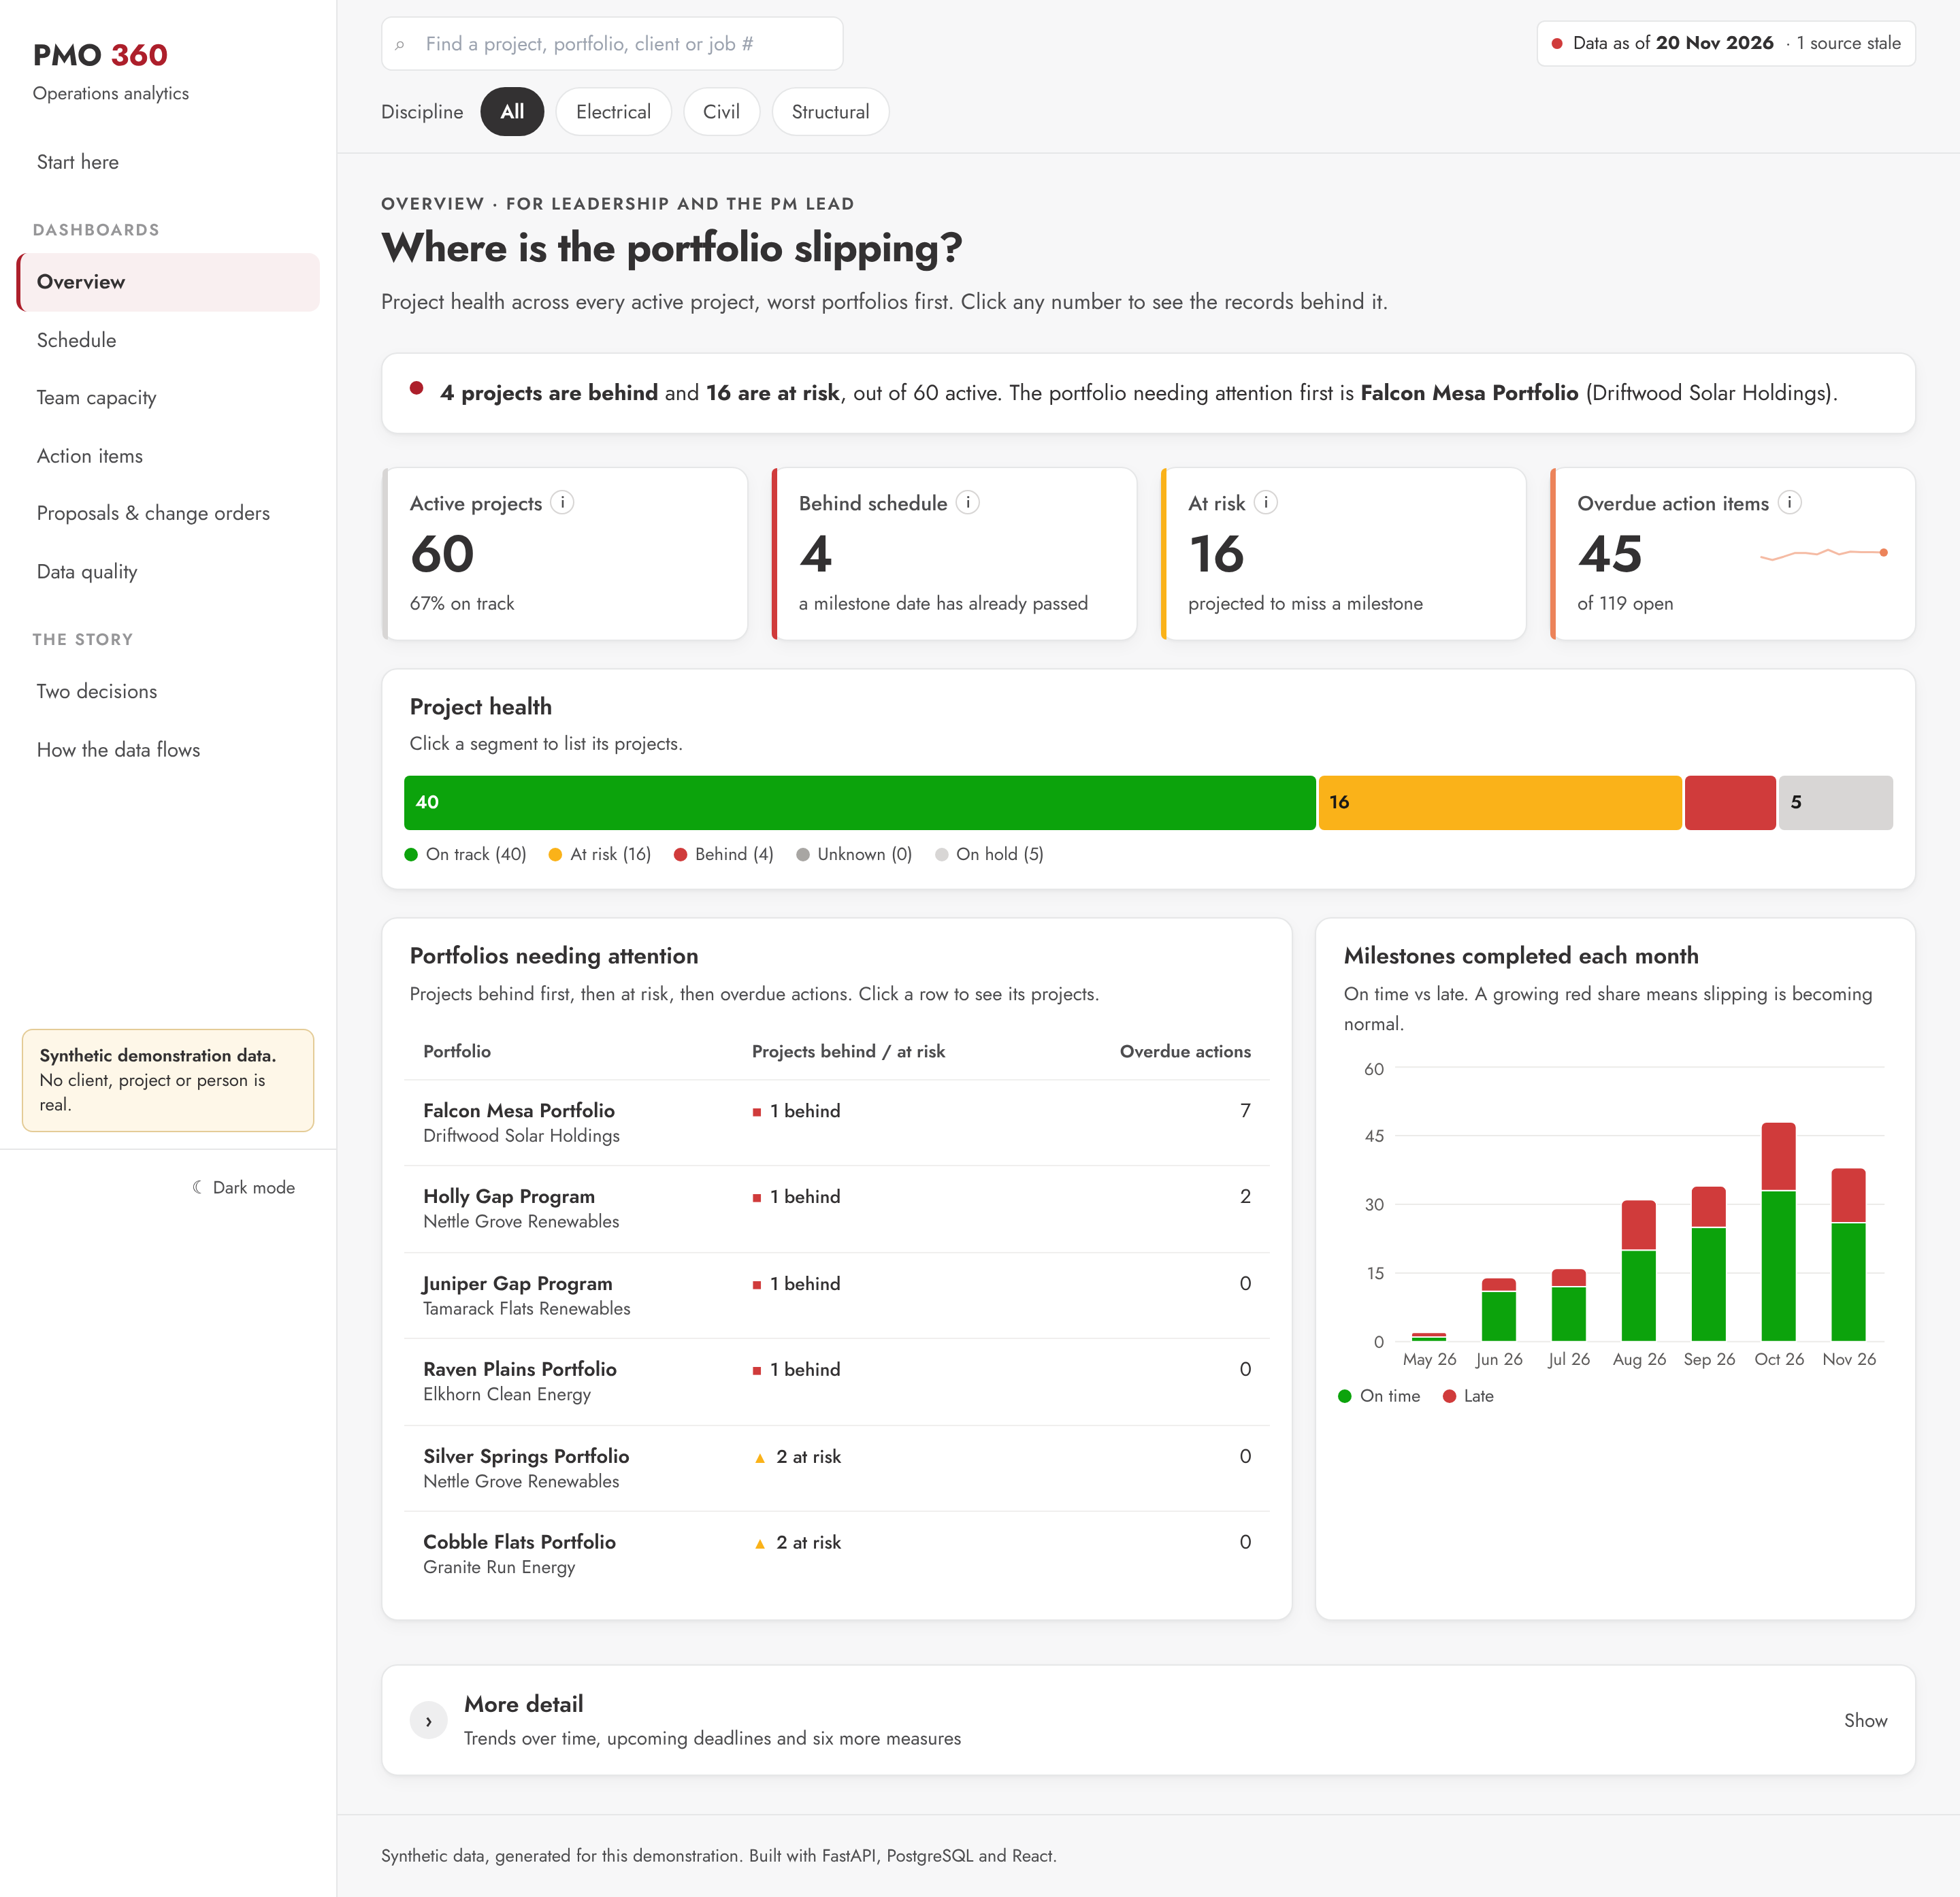 PMO 360
Operations analytics
Start here
DASHBOARDS
Overview
Schedule
Team capacity
Action items
Proposals & change orders
Data quality
THE STORY
Two decisions
How the data flows
Synthetic demonstration data.
No client, project or person is
real.
Dark mode
Find a project, portfolio, client or job #
Data as of 20 Nov 2026 · 1 source stale
Discipline All Electrical Civil Structural
OVERVIEW · FOR LEADERSHIP AND THE PM LEAD
Where is the portfolio slipping?
Project health across every active project, worst portfolios first. Click any number to see the records behind it.
4 projects are behind and 16 are at risk, out of 60 active. The portfolio needing attention first is Falcon Mesa Portfolio (Driftwood Solar Holdings).
Active projects i
60
67% on track
Behind schedule i
4
a milestone date has already passed
At risk i
16
projected to miss a milestone
Overdue action items i
45
of 119 open
Project health
Click a segment to list its projects.
40 16 5
On track (40) At risk (16) Behind (4) Unknown (0) On hold (5)
Portfolios needing attention
Projects behind first, then at risk, then overdue actions. Click a row to see its projects.
Portfolio Projects behind / at risk Overdue actions
Falcon Mesa Portfolio 1 behind 7
Driftwood Solar Holdings
Holly Gap Program 1 behind 2
Nettle Grove Renewables
Juniper Gap Program 1 behind 0
Tamarack Flats Renewables
Raven Plains Portfolio 1 behind 0
Elkhorn Clean Energy
Silver Springs Portfolio 2 at risk 0
Nettle Grove Renewables
Cobble Flats Portfolio 2 at risk 0
Granite Run Energy
Milestones completed each month
On time vs late. A growing red share means slipping is becoming
normal.
60
45
30
15
0
May 26 Jun 26 Jul 26 Aug 26 Sep 26 Oct 26 Nov 26
On time Late
More detail
Trends over time, upcoming deadlines and six more measures
Show
Synthetic data, generated for this demonstration. Built with FastAPI, PostgreSQL and React.